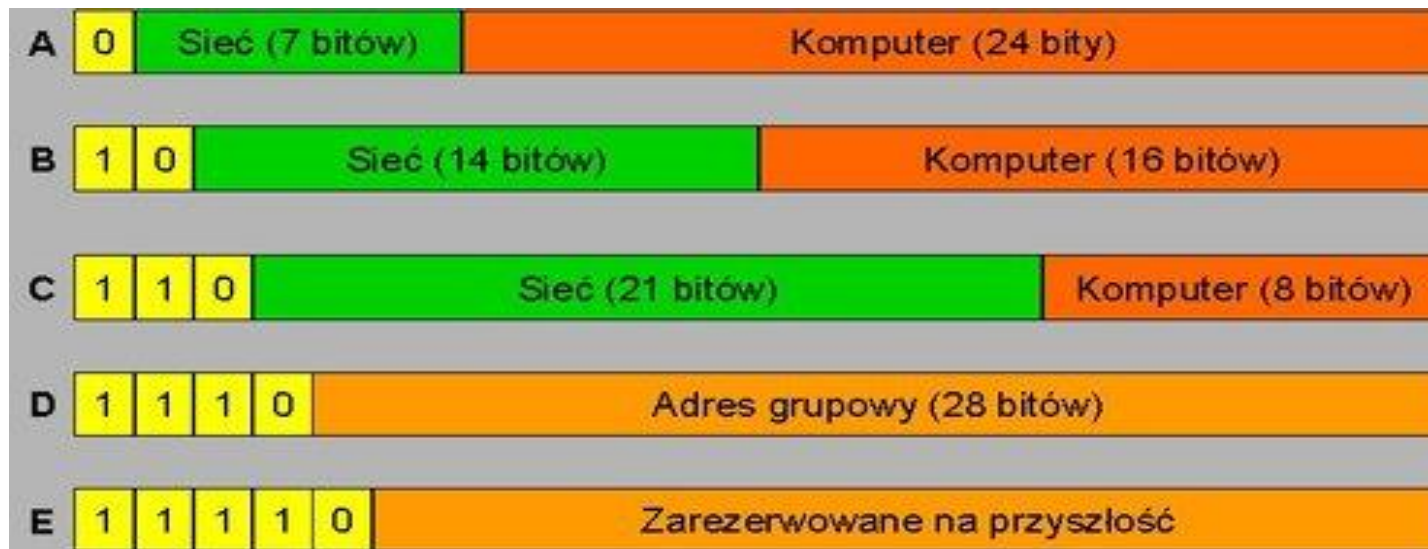 A 0 Sieć (7 bitów) Komputer (24 bity)
B 1 0 Sieć (14 bitów) Komputer (16 bitów)
C 1 1 0 Sieć (21 bitów) Komputer (8 bitów)
D 1 1 1 0 Adres grupowy (28 bitów)
E 1 1 1 1 0 Zarezerwowane na przyszłość